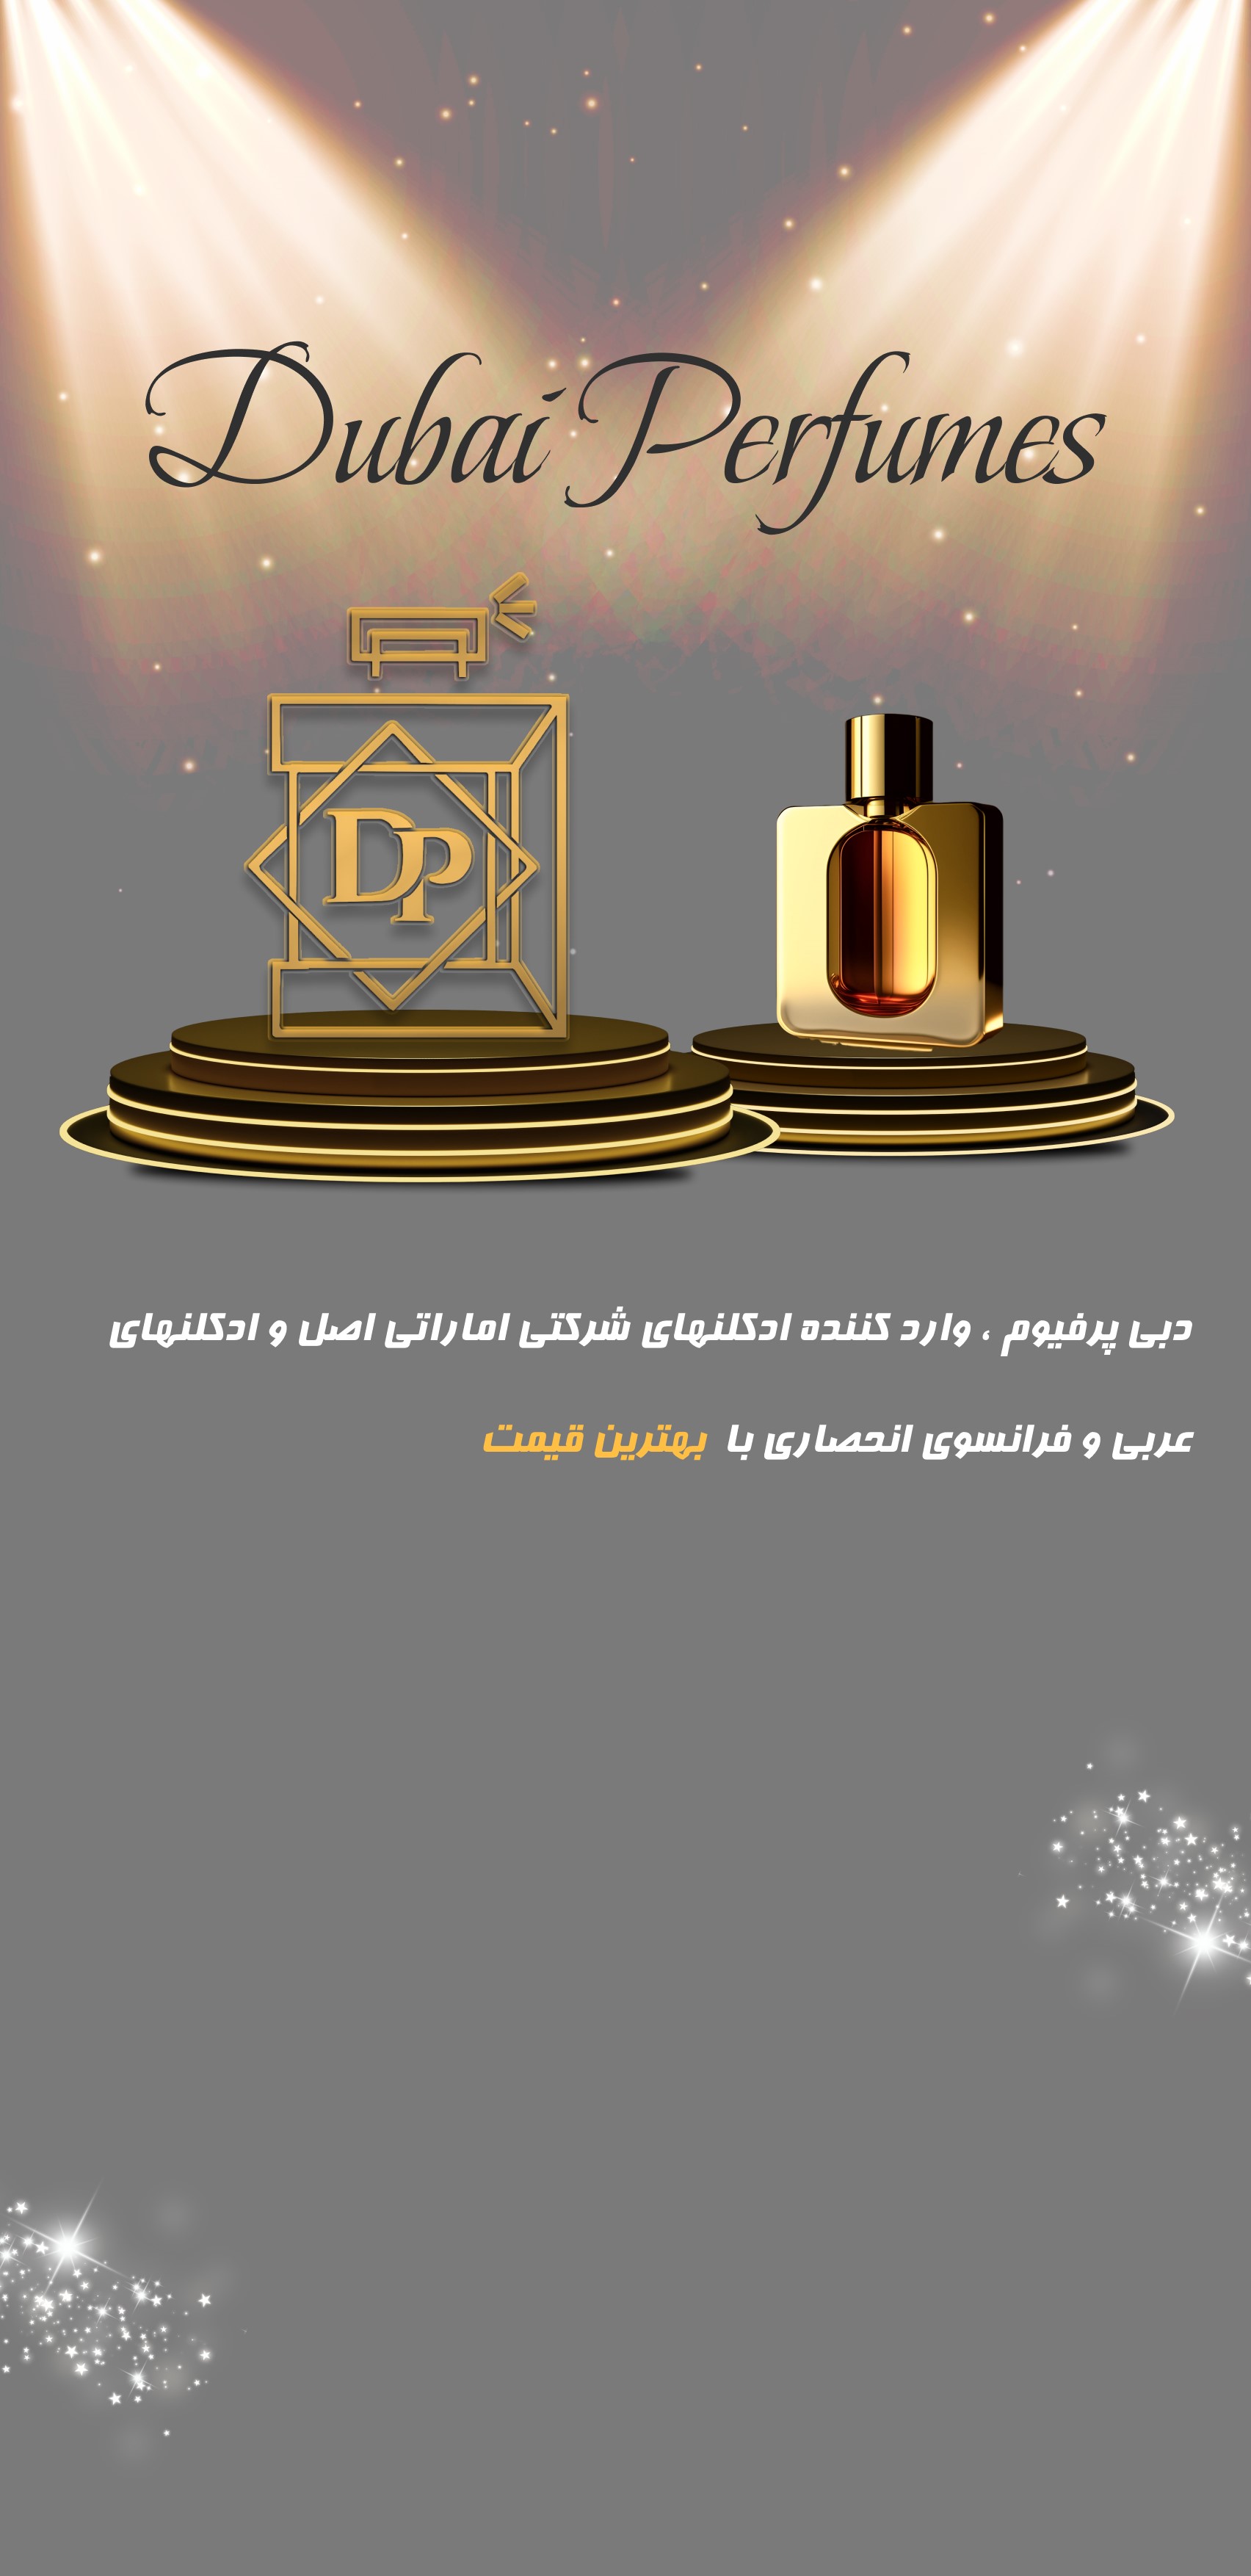 Dubai Perfumes
DP
دبی پرفیوم ، وارد کننده ادکلنهای شرکتی اماراتی اصل و ادکلنهای
عربی و فرانسوی انحصاری با بهترین قیمت